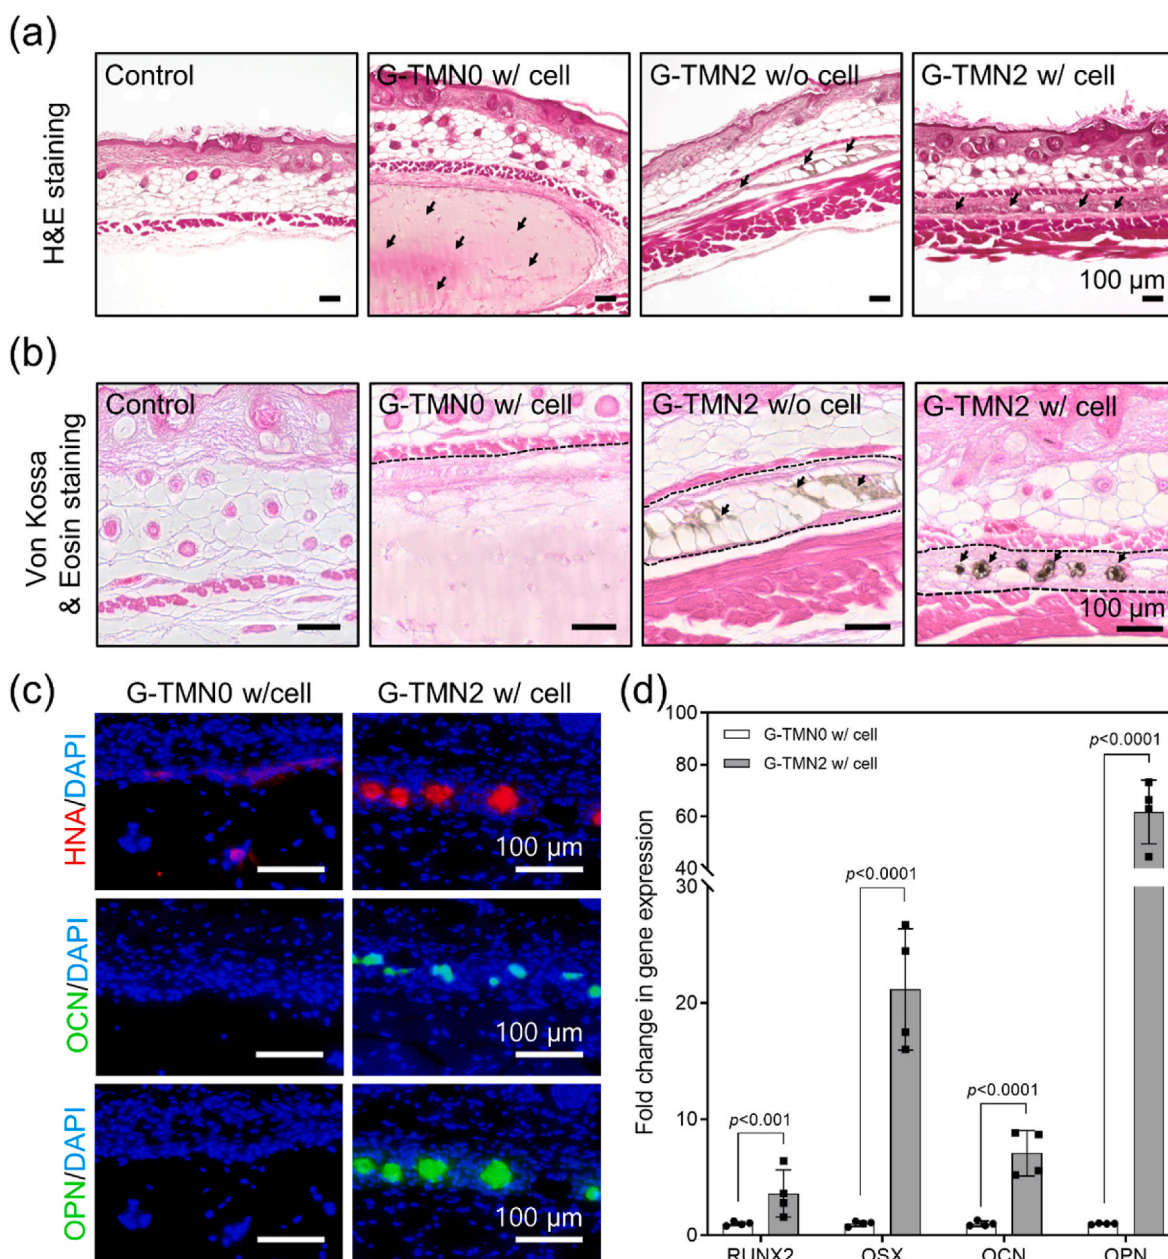 (a)
H&E staining
Control
G-TMN0 w/ cell
G-TMN2 w/o cell
G-TMN2 w/ cell
100 µm
(b)
Von Kossa
& Eosin staining
Control
G-TMN0 w/ cell
G-TMN2 w/o cell
G-TMN2 w/ cell
100 µm
(c)
G-TMN0 w/cell
G-TMN2 w/ cell
HNA/DAPI
100 µm
OCN/DAPI
100 µm
OPN/DAPI
100 µm
(d)
Fold change in gene expression
100
80
60
40
30
20
10
0
G-TMN0 w/ cell
G-TMN2 w/ cell
p<0.001
p<0.0001
p<0.0001
p<0.0001
RUNX2
OSX
OCN
OPN